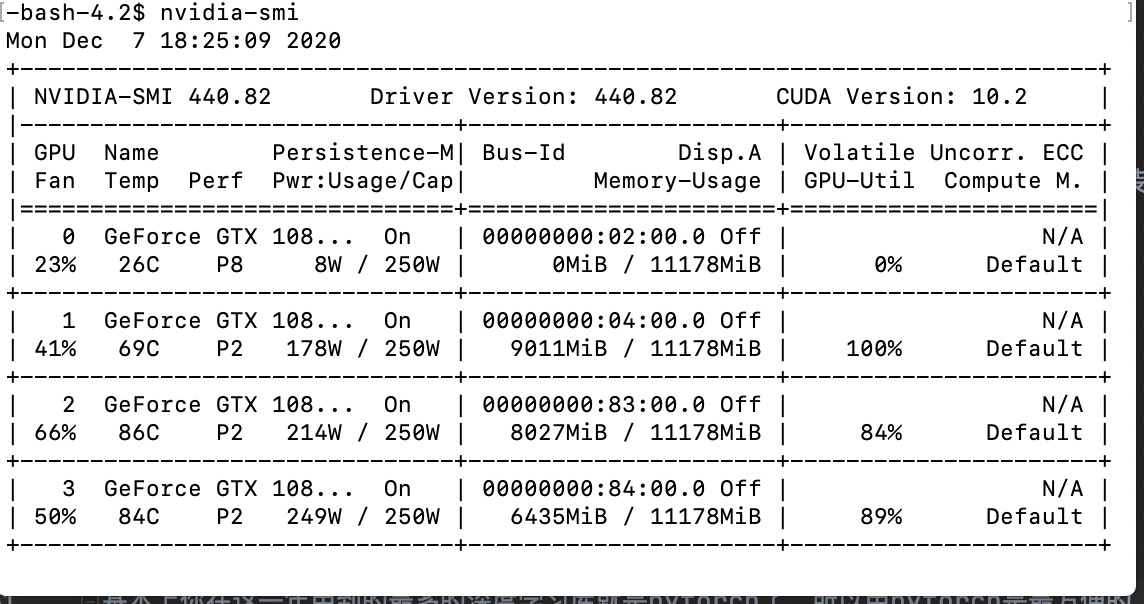 [-bash-4.2$ nvidia-smi ]
Mon Dec  7 18:25:09 2020
+-----------------------------------------------------------------------------+
| NVIDIA-SMI 440.82       Driver Version: 440.82       CUDA Version: 10.2     |
|-------------------------------+----------------------+----------------------+
| GPU  Name        Persistence-M| Bus-Id        Disp.A | Volatile Uncorr. ECC |
| Fan  Temp  Perf  Pwr:Usage/Cap|         Memory-Usage | GPU-Util  Compute M. |
|===============================+======================+======================|
|   0  GeForce GTX 108...  On   | 00000000:02:00.0 Off |                  N/A |
| 23%   26C    P8     8W / 250W |      0MiB / 11178MiB |      0%      Default |
+-------------------------------+----------------------+----------------------+
|   1  GeForce GTX 108...  On   | 00000000:04:00.0 Off |                  N/A |
| 41%   69C    P2   178W / 250W |   9011MiB / 11178MiB |    100%      Default |
+-------------------------------+----------------------+----------------------+
|   2  GeForce GTX 108...  On   | 00000000:83:00.0 Off |                  N/A |
| 66%   86C    P2   214W / 250W |   8027MiB / 11178MiB |     84%      Default |
+-------------------------------+----------------------+----------------------+
|   3  GeForce GTX 108...  On   | 00000000:84:00.0 Off |                  N/A |
| 50%   84C    P2   249W / 250W |   6435MiB / 11178MiB |     89%      Default |
+-------------------------------+----------------------+----------------------+